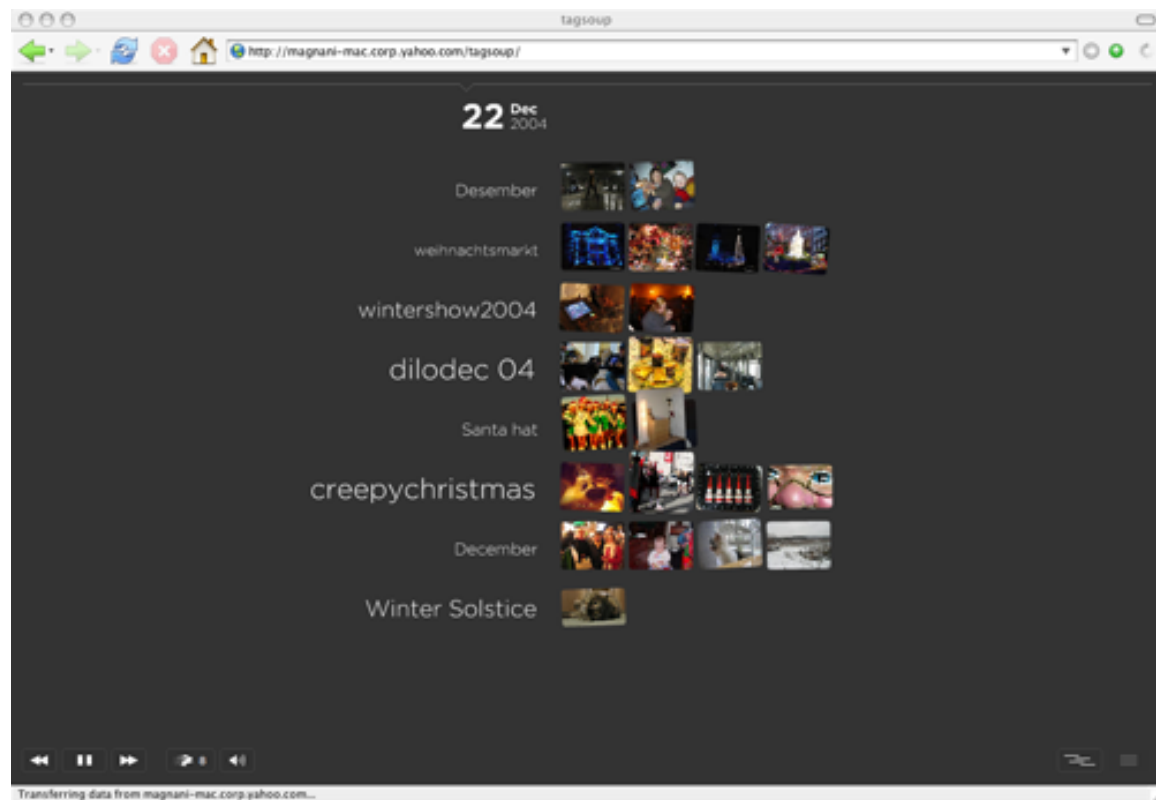 tagsoup
http://magnani-mac.corp.yahoo.com/tagsoup/
22 Dec
2004
Desember
weihnachtsmarkt
wintershow2004
dilodec 04
Santa hat
creepychristmas
December
Winter Solstice
8
Transferring data from magnani-mac.corp.yahoo.com...